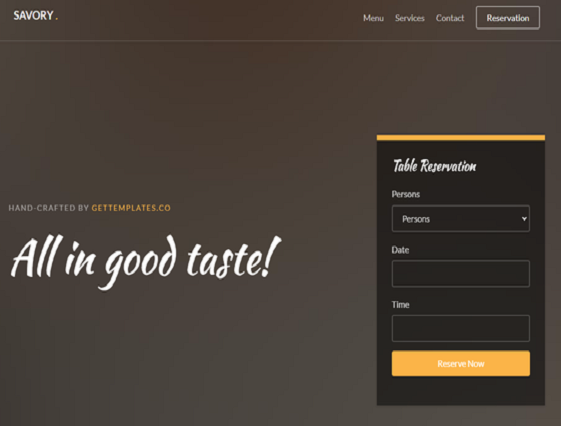 SAVORY .
Menu Services Contact Reservation
HAND-CRAFTED BY GETTEMPLATES.CO
All in good taste!
Table Reservation
Persons
Persons
Date
Time
Reserve Now